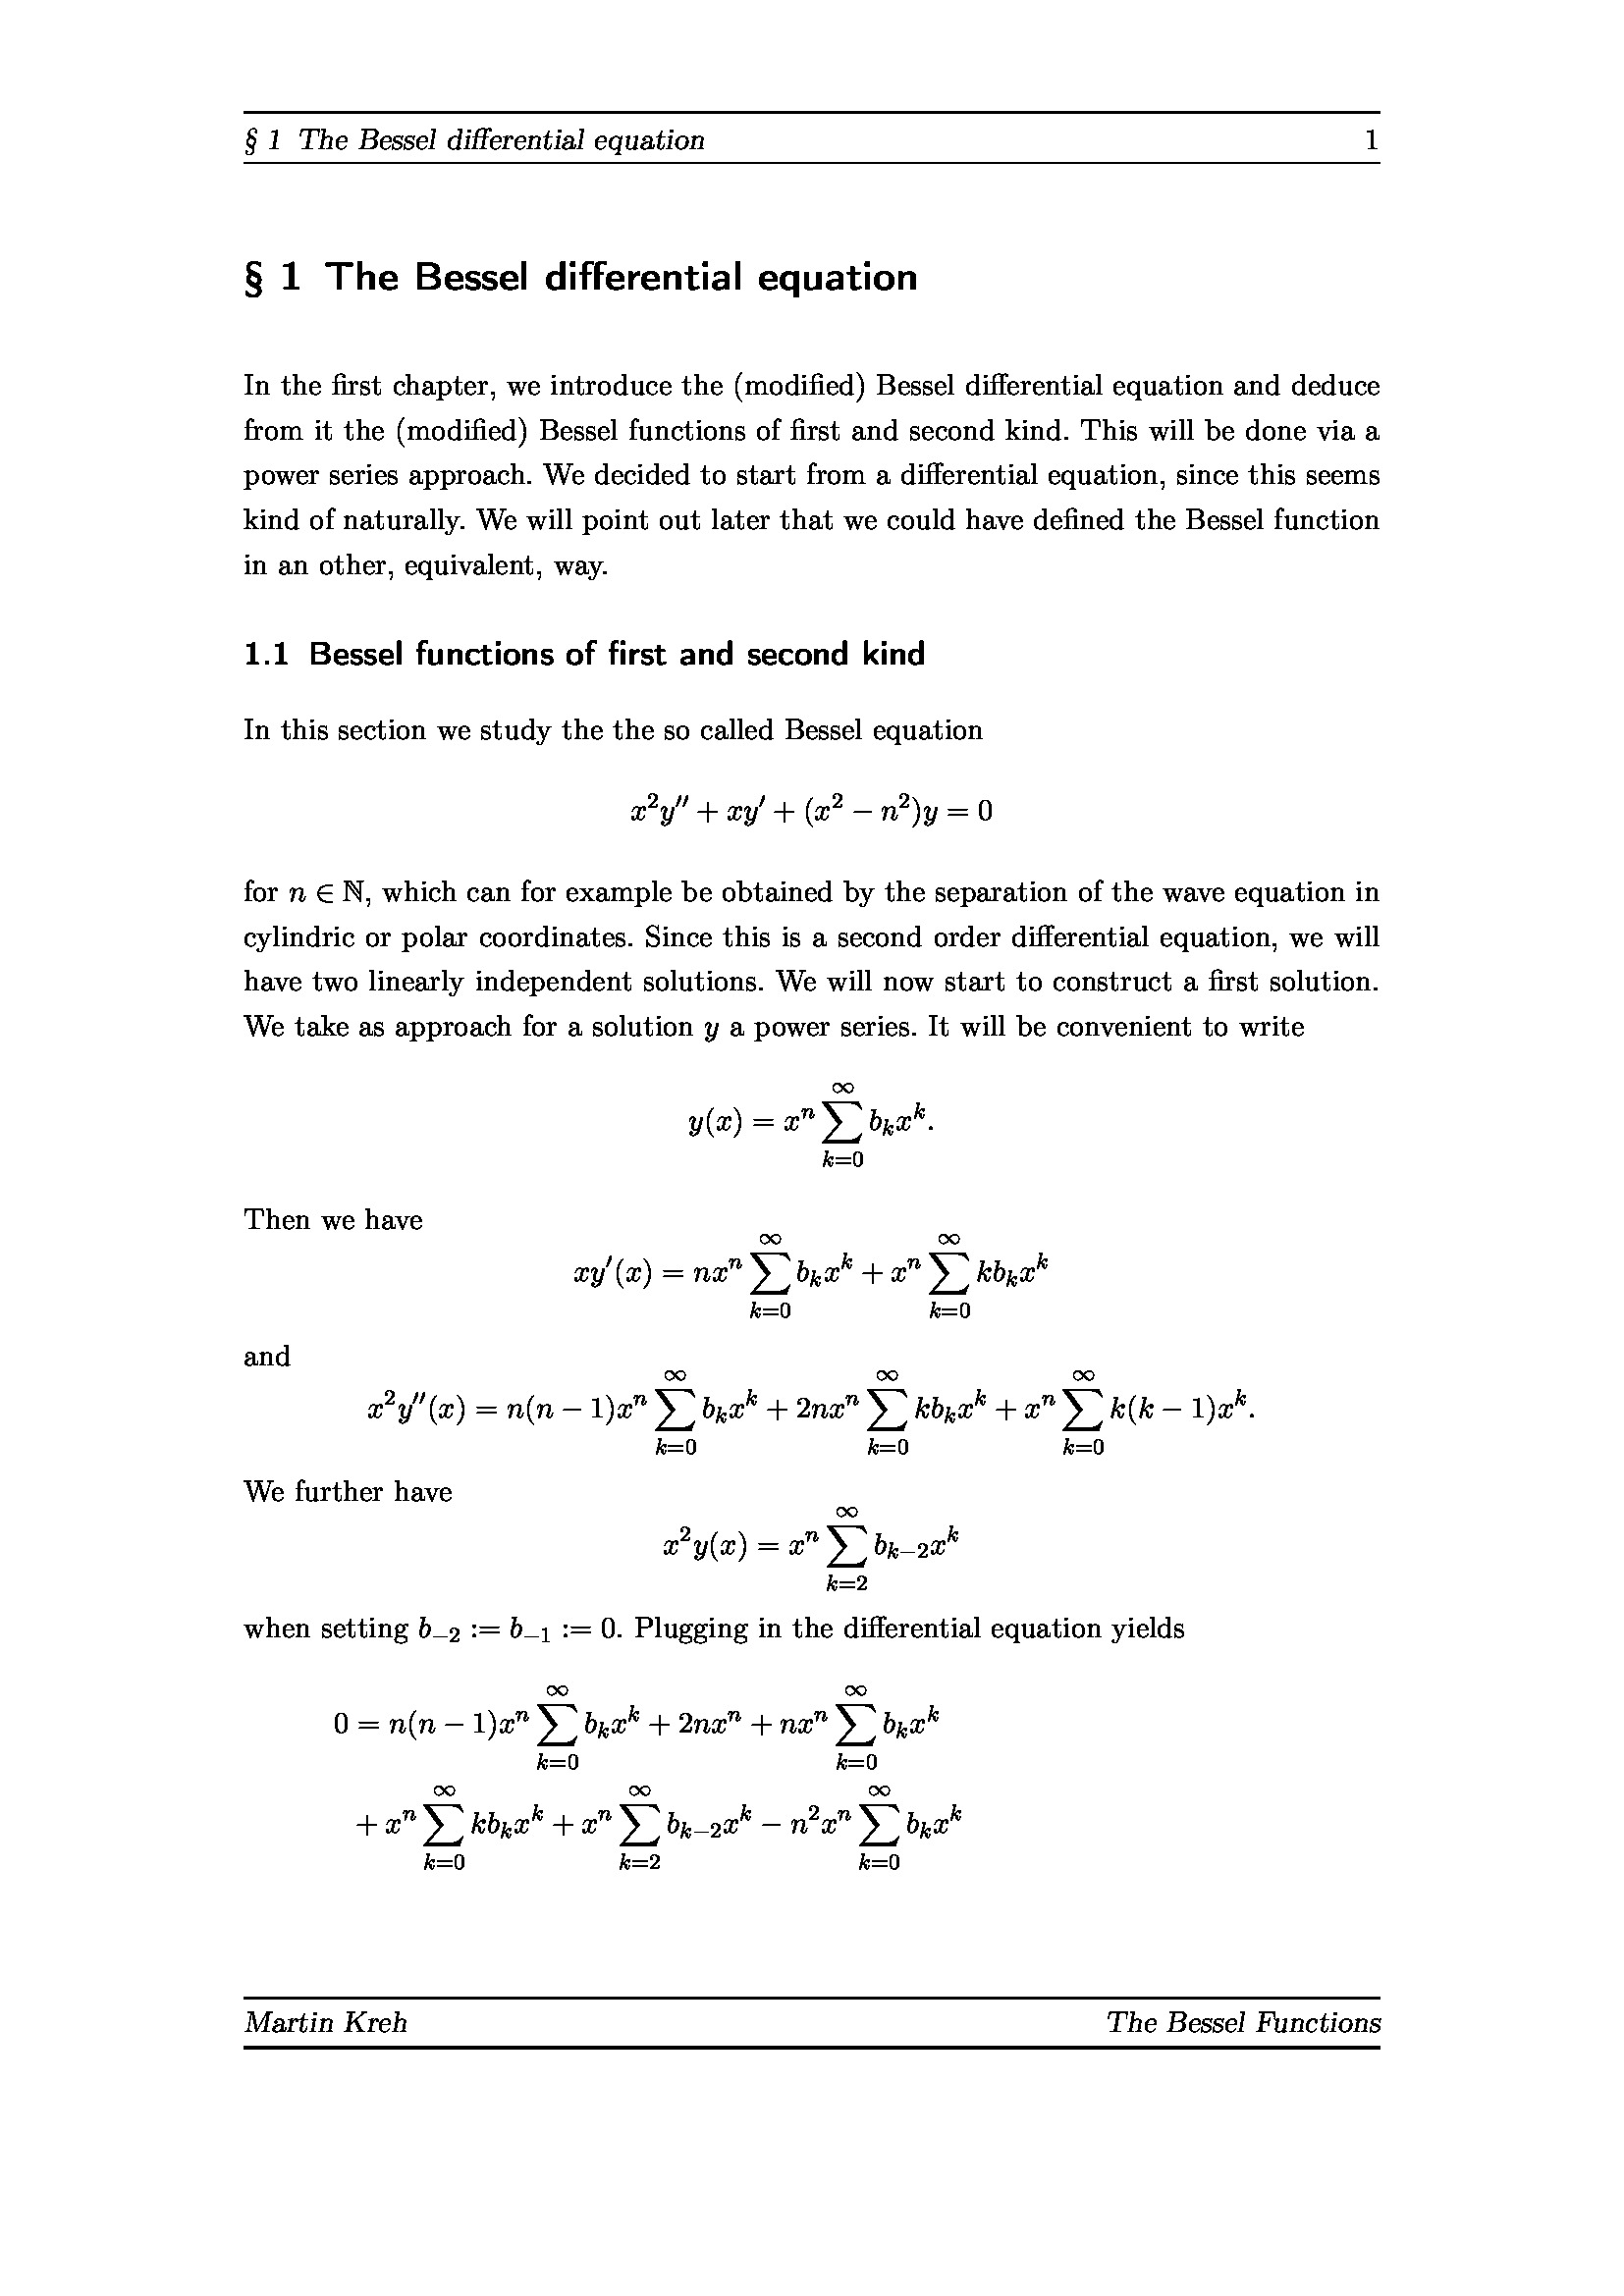 § 1 The Bessel differential equation 1
§ 1 The Bessel differential equation
In the first chapter, we introduce the (modified) Bessel differential equation and deduce
from it the (modified) Bessel functions of first and second kind. This will be done via a
power series approach. We decided to start from a differential equation, since this seems
kind of naturally. We will point out later that we could have defined the Bessel function
in an other, equivalent, way.
1.1 Bessel functions of first and second kind
In this section we study the the so called Bessel equation
$x^2y'' + xy' + (x^2 - n^2)y = 0$
for $n \in \mathbb{N}$, which can for example be obtained by the separation of the wave equation in
cylindric or polar coordinates. Since this is a second order differential equation, we will
have two linearly independent solutions. We will now start to construct a first solution.
We take as approach for a solution $y$ a power series. It will be convenient to write
$y(x) = x^n \sum_{k=0}^{\infty} b_k x^k.$
Then we have
$xy'(x) = nx^n \sum_{k=0}^{\infty} b_k x^k + x^n \sum_{k=0}^{\infty} kb_k x^k$
and
$x^2y''(x) = n(n-1)x^n \sum_{k=0}^{\infty} b_k x^k + 2nx^n \sum_{k=0}^{\infty} kb_k x^k + x^n \sum_{k=0}^{\infty} k(k-1)x^k.$
We further have
$x^2y(x) = x^n \sum_{k=2}^{\infty} b_{k-2} x^k$
when setting $b_{-2} := b_{-1} := 0$. Plugging in the differential equation yields
$0 = n(n-1)x^n \sum_{k=0}^{\infty} b_k x^k + 2nx^n + nx^n \sum_{k=0}^{\infty} b_k x^k$
$+ x^n \sum_{k=0}^{\infty} kb_k x^k + x^n \sum_{k=2}^{\infty} b_{k-2} x^k - n^2x^n \sum_{k=0}^{\infty} b_k x^k$
Martin Kreh The Bessel Functions